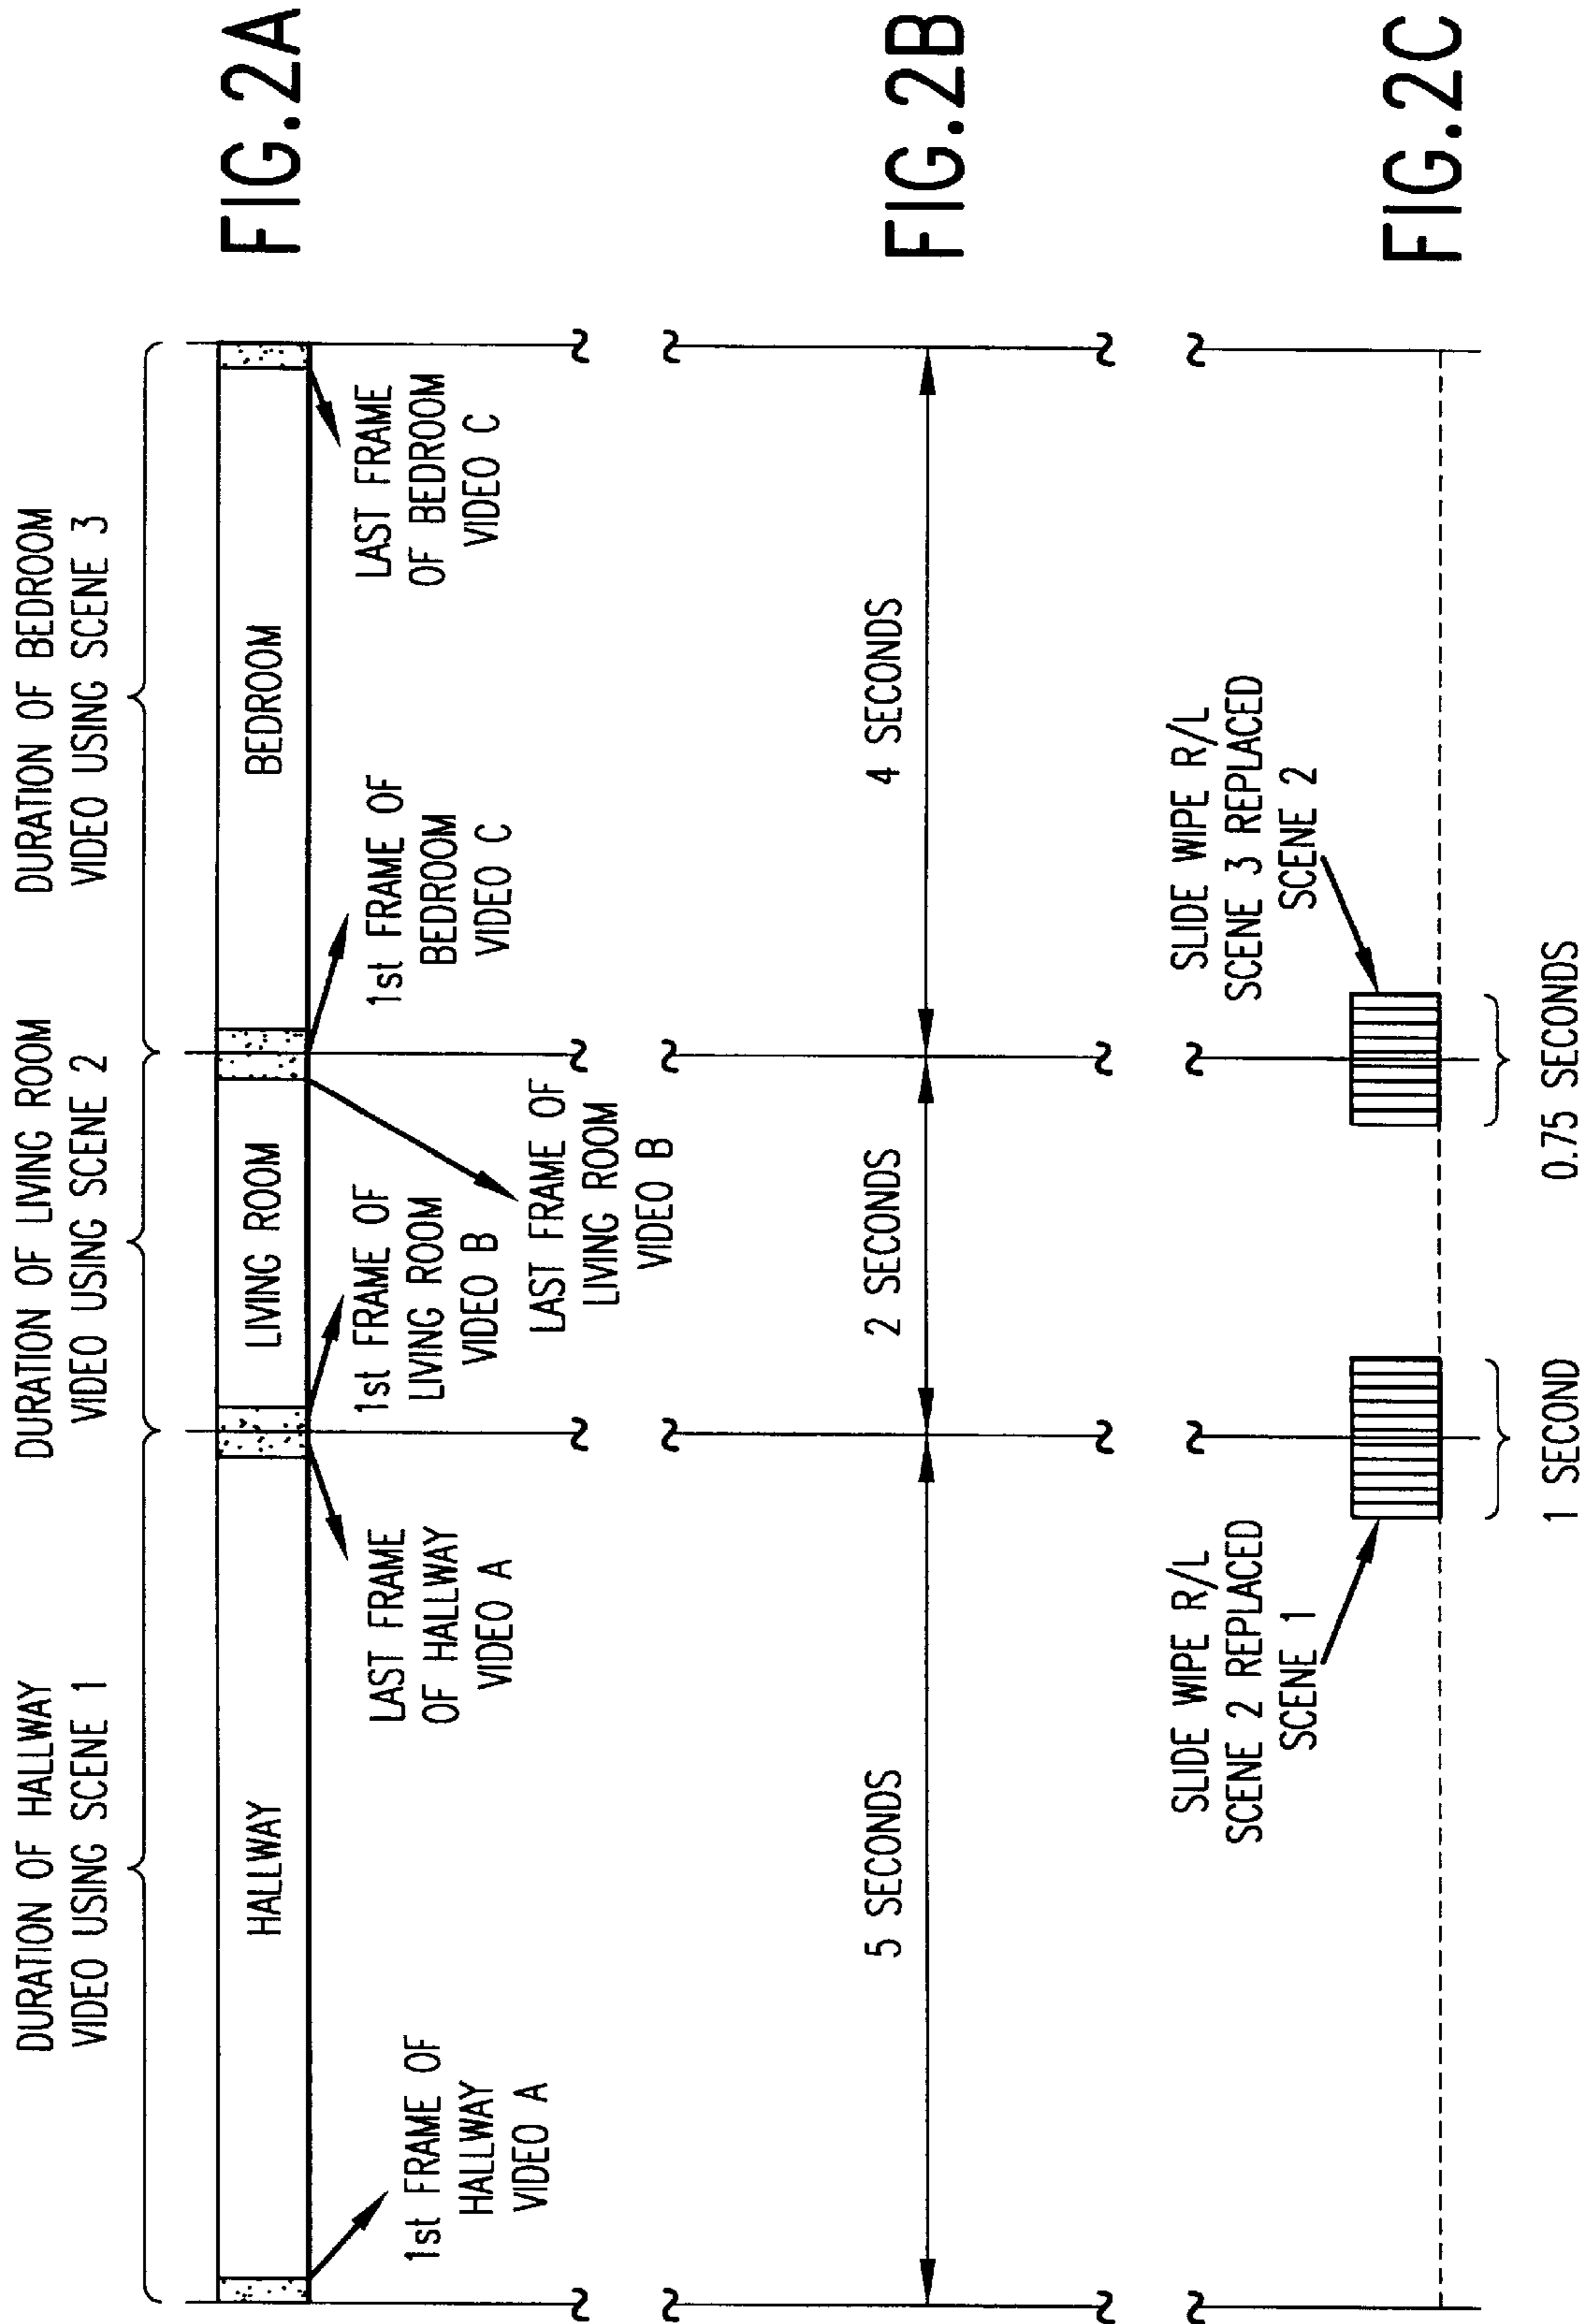 DURATION OF HALLWAY
VIDEO USING SCENE 1
DURATION OF LIVING ROOM
VIDEO USING SCENE 2
DURATION OF BEDROOM
VIDEO USING SCENE 3
HALLWAY
LIVING ROOM
BEDROOM
FIG.2A
1st FRAME OF
HALLWAY
VIDEO A
LAST FRAME
OF HALLWAY
VIDEO A
1st FRAME OF
LIVING ROOM
VIDEO B
LAST FRAME OF
LIVING ROOM
VIDEO B
1st FRAME OF
BEDROOM
VIDEO C
LAST FRAME
OF BEDROOM
VIDEO C
5 SECONDS
2 SECONDS
4 SECONDS
FIG.2B
SLIDE WIPE R/L
SCENE 2 REPLACED
SCENE 1
SLIDE WIPE R/L
SCENE 3 REPLACED
SCENE 2
FIG.2C
1 SECOND
0.75 SECONDS